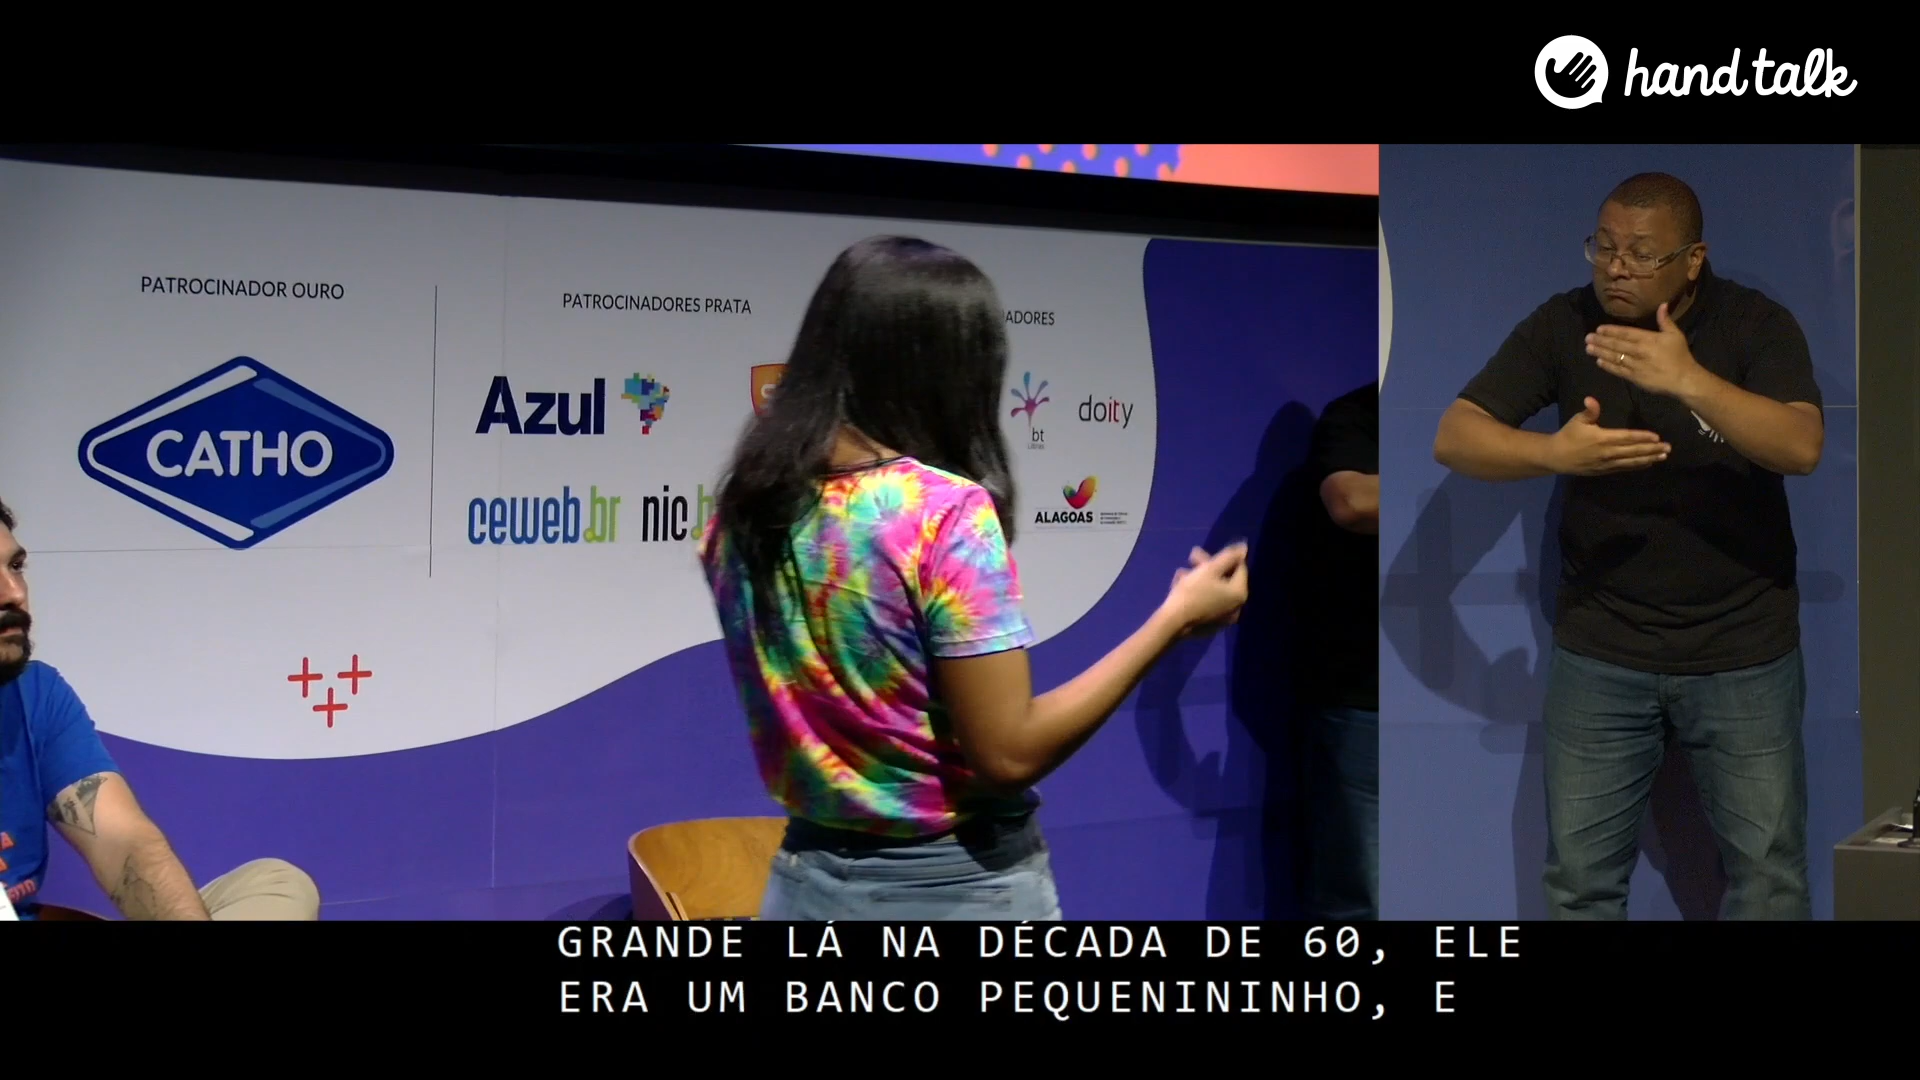 hand talk
PATROCINADOR OURO
PATROCINADORES PRATA
ADORES
CATHO
Azul
bt
doity
ceweb.br
nic.b
ALAGOAS
GRANDE LÁ NA DÉCADA DE 60, ELE
ERA UM BANCO PEQUENININHO, E